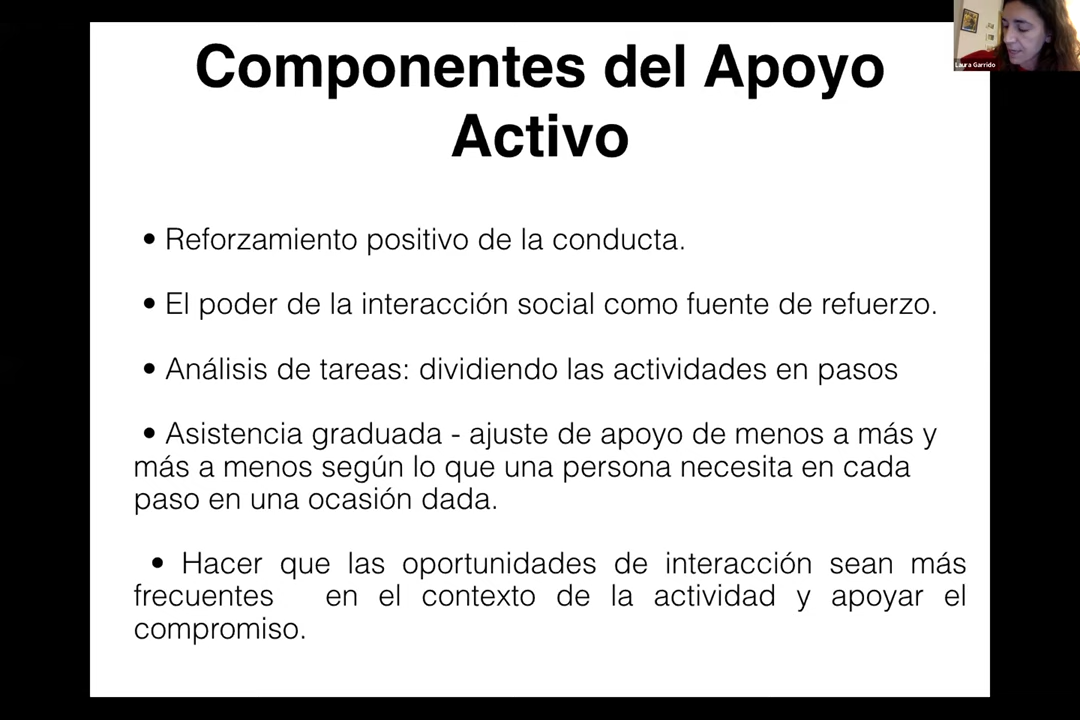 Laura Garrido
Componentes del Apoyo
Activo
• Reforzamiento positivo de la conducta.
• El poder de la interacción social como fuente de refuerzo.
• Análisis de tareas: dividiendo las actividades en pasos
• Asistencia graduada - ajuste de apoyo de menos a más y
más a menos según lo que una persona necesita en cada
paso en una ocasión dada.
• Hacer que las oportunidades de interacción sean más
frecuentes en el contexto de la actividad y apoyar el
compromiso.